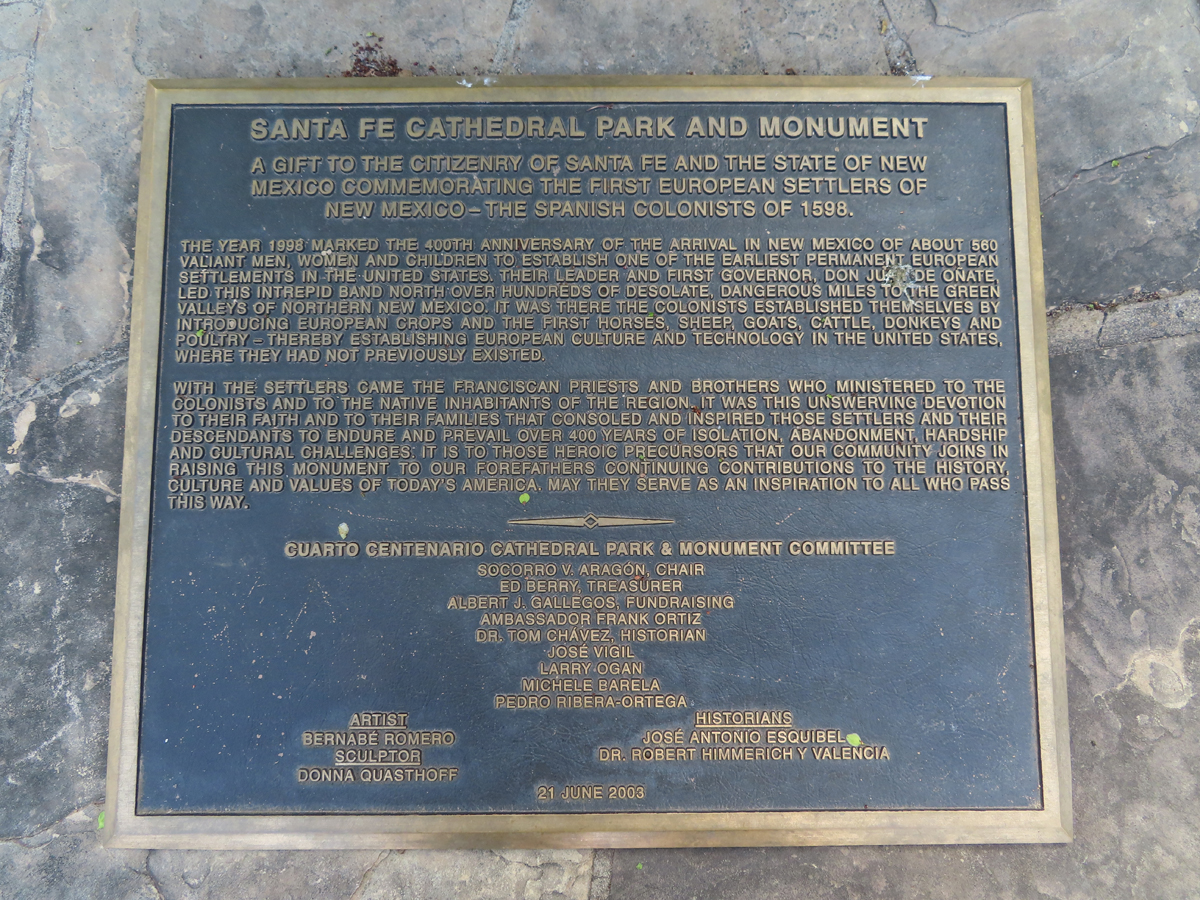 SANTA FE CATHEDRAL PARK AND MONUMENT
A GIFT TO THE CITIZENRY OF SANTA FE AND THE STATE OF NEW
MEXICO COMMEMORATING THE FIRST EUROPEAN SETTLERS OF
NEW MEXICO – THE SPANISH COLONISTS OF 1598.
THE YEAR 1998 MARKED THE 400TH ANNIVERSARY OF THE ARRIVAL IN NEW MEXICO OF ABOUT 560
VALIANT MEN, WOMEN AND CHILDREN TO ESTABLISH ONE OF THE EARLIEST PERMANENT EUROPEAN
SETTLEMENTS IN THE UNITED STATES. THEIR LEADER AND FIRST GOVERNOR, DON JUAN DE OÑATE,
LED THIS INTREPID BAND NORTH OVER HUNDREDS OF DESOLATE, DANGEROUS MILES TO THE GREEN
VALLEYS OF NORTHERN NEW MEXICO. IT WAS THERE THE COLONISTS ESTABLISHED THEMSELVES BY
INTRODUCING EUROPEAN CROPS AND THE FIRST HORSES, SHEEP, GOATS, CATTLE, DONKEYS AND
POULTRY – THEREBY ESTABLISHING EUROPEAN CULTURE AND TECHNOLOGY IN THE UNITED STATES,
WHERE THEY HAD NOT PREVIOUSLY EXISTED.
WITH THE SETTLERS CAME THE FRANCISCAN PRIESTS AND BROTHERS WHO MINISTERED TO THE
COLONISTS AND TO THE NATIVE INHABITANTS OF THE REGION. IT WAS THIS UNSWERVING DEVOTION
TO THEIR FAITH AND TO THEIR FAMILIES THAT CONSOLED AND INSPIRED THOSE SETTLERS AND THEIR
DESCENDANTS TO ENDURE AND PREVAIL OVER 400 YEARS OF ISOLATION, ABANDONMENT, HARDSHIP
AND CULTURAL CHALLENGES. IT IS TO THOSE HEROIC PRECURSORS THAT OUR COMMUNITY JOINS IN
RAISING THIS MONUMENT TO OUR FOREFATHERS CONTINUING CONTRIBUTIONS TO THE HISTORY,
CULTURE AND VALUES OF TODAY'S AMERICA. MAY THEY SERVE AS AN INSPIRATION TO ALL WHO PASS
THIS WAY.
CUARTO CENTENARIO CATHEDRAL PARK & MONUMENT COMMITTEE
SOCORRO V. ARAGÓN, CHAIR
ED BERRY, TREASURER
ALBERT J. GALLEGOS, FUNDRAISING
AMBASSADOR FRANK ORTIZ
DR. TOM CHÁVEZ, HISTORIAN
JOSÉ VIGIL
LARRY OGAN
MICHELE BARELA
PEDRO RIBERA-ORTEGA
ARTIST
BERNABÉ ROMERO
SCULPTOR
DONNA QUASTHOFF
HISTORIANS
JOSÉ ANTONIO ESQUIBEL
DR. ROBERT HIMMERICH Y VALENCIA
21 JUNE 2003